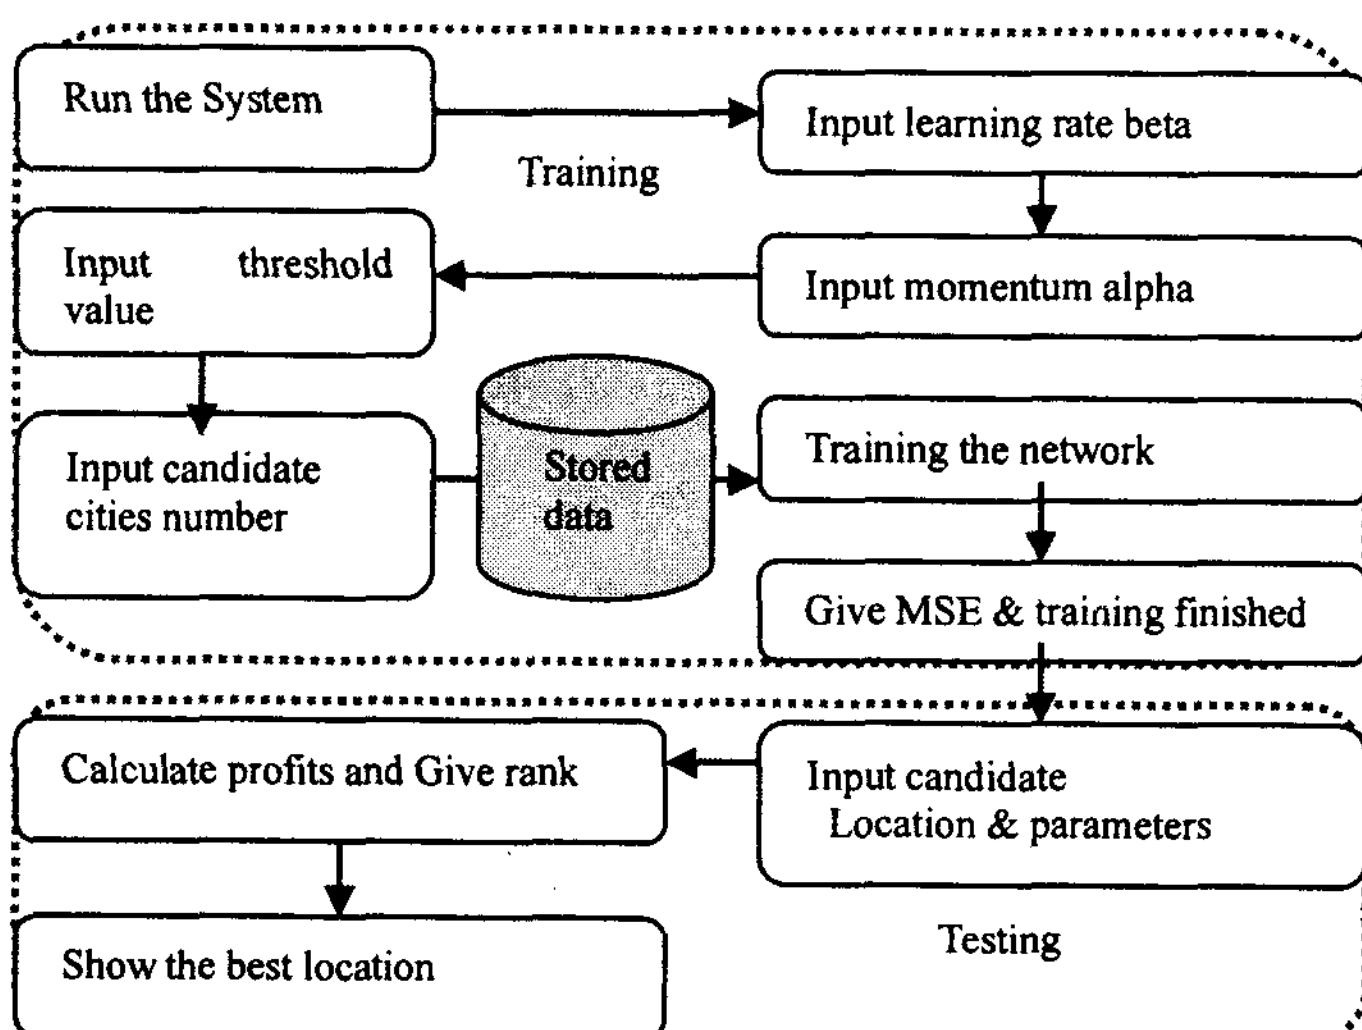 Run the System
Input learning rate beta
Training
Input threshold
value
Input momentum alpha
Input candidate
cities number
Stored
data
Training the network
Give MSE & training finished
Calculate profits and Give rank
Input candidate
Location & parameters
Show the best location
Testing